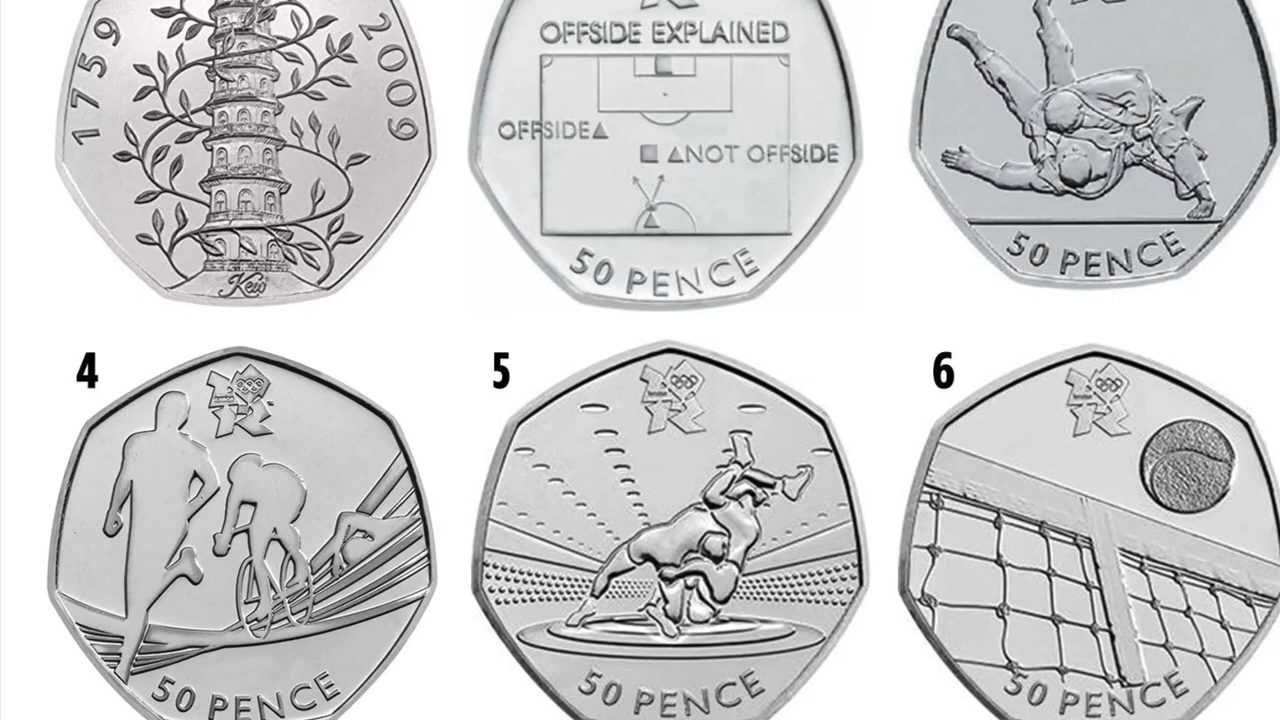 1759
2009
Kew
OFFSIDE EXPLAINED
OFFSIDE
NOT OFFSIDE
50 PENCE
50 PENCE
4
5
6
50 PENCE
50 PENCE
50 PENCE